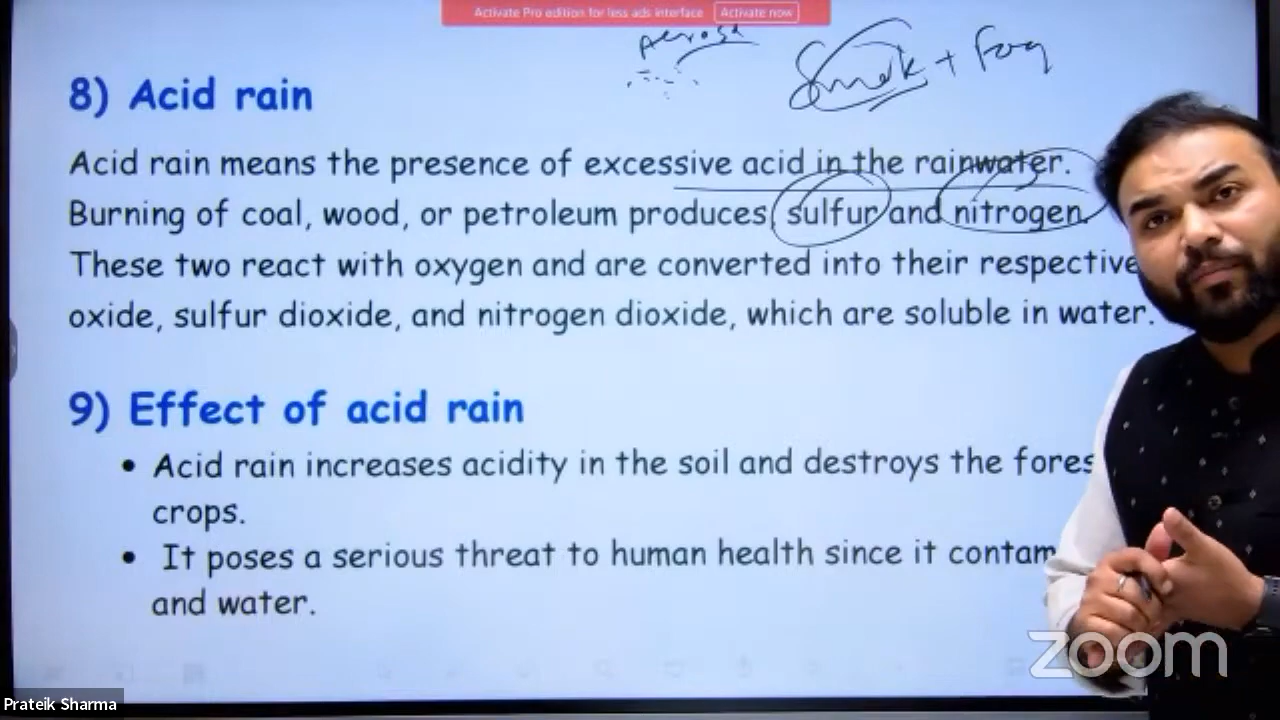 Activate Pro edition for less ads interface Activate now
Smok + Fog
8) Acid rain
Acid rain means the presence of excessive acid in the rainwater.
Burning of coal, wood, or petroleum produces sulfur and nitrogen.
These two react with oxygen and are converted into their respective
oxide, sulfur dioxide, and nitrogen dioxide, which are soluble in water.
9) Effect of acid rain
• Acid rain increases acidity in the soil and destroys the fores
crops.
• It poses a serious threat to human health since it contam
and water.
zoom
Prateik Sharma